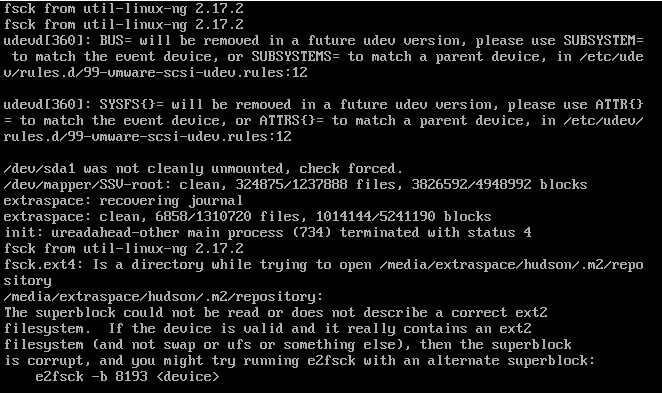 fsck from util-linux-ng 2.17.2
fsck from util-linux-ng 2.17.2
udevd[360]: BUS= will be removed in a future udev version, please use SUBSYSTEM=
 to match the event device, or SUBSYSTEMS= to match a parent device, in /etc/ude
v/rules.d/99-vmware-scsi-udev.rules:12

udevd[360]: SYSFS{}= will be removed in a future udev version, please use ATTR{}
= to match the event device, or ATTRS{}= to match a parent device, in /etc/udev/
rules.d/99-vmware-scsi-udev.rules:12

/dev/sda1 was not cleanly unmounted, check forced.
/dev/mapper/SSV-root: clean, 324875/1237888 files, 3826592/4948992 blocks
extraspace: recovering journal
extraspace: clean, 6858/1310720 files, 1014144/5241190 blocks
init: ureadahead-other main process (734) terminated with status 4
fsck from util-linux-ng 2.17.2
fsck.ext4: Is a directory while trying to open /media/extraspace/hudson/.m2/repo
sitory
/media/extraspace/hudson/.m2/repository:
The superblock could not be read or does not describe a correct ext2
filesystem.  If the device is valid and it really contains an ext2
filesystem (and not swap or ufs or something else), then the superblock
is corrupt, and you might try running e2fsck with an alternate superblock:
    e2fsck -b 8193 <device>